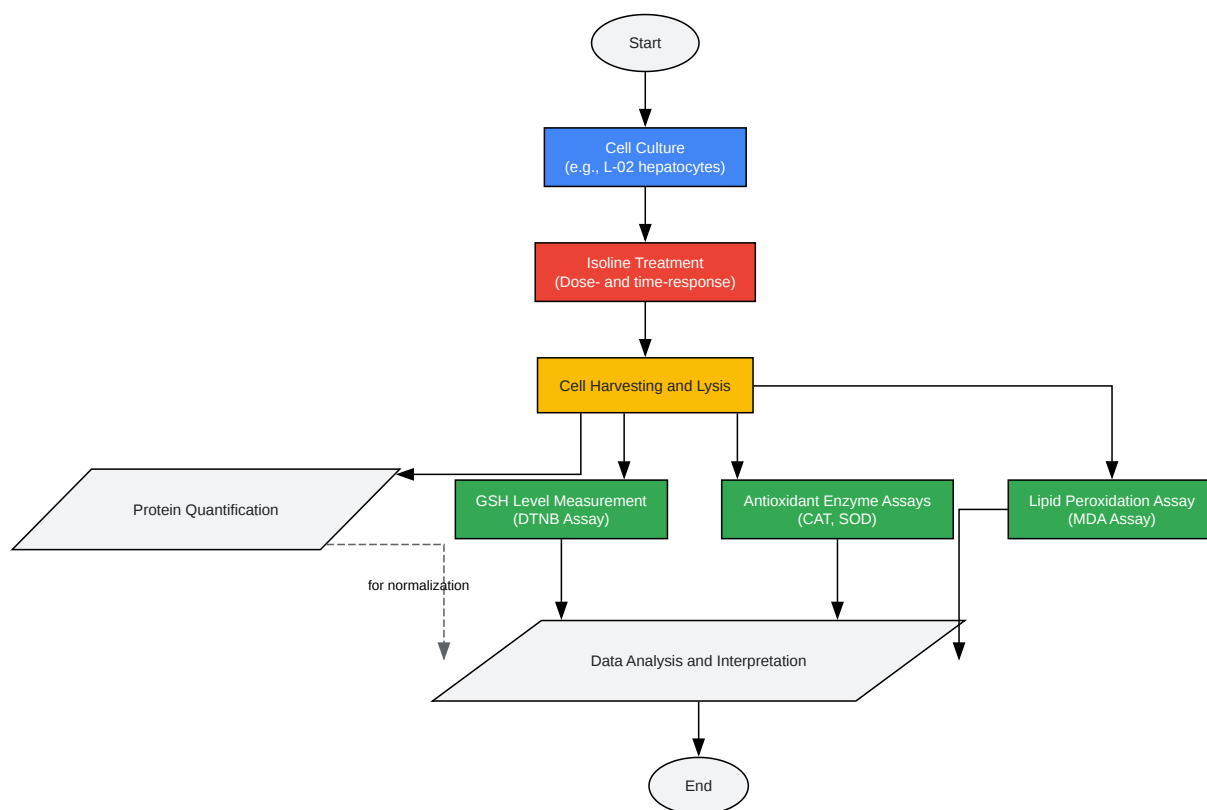 Start
Cell Culture
(e.g., L-02 hepatocytes)
Isoline Treatment
(Dose- and time-response)
Cell Harvesting and Lysis
Protein Quantification
GSH Level Measurement
(DTNB Assay)
Antioxidant Enzyme Assays
(CAT, SOD)
Lipid Peroxidation Assay
(MDA Assay)
for normalization
Data Analysis and Interpretation
End